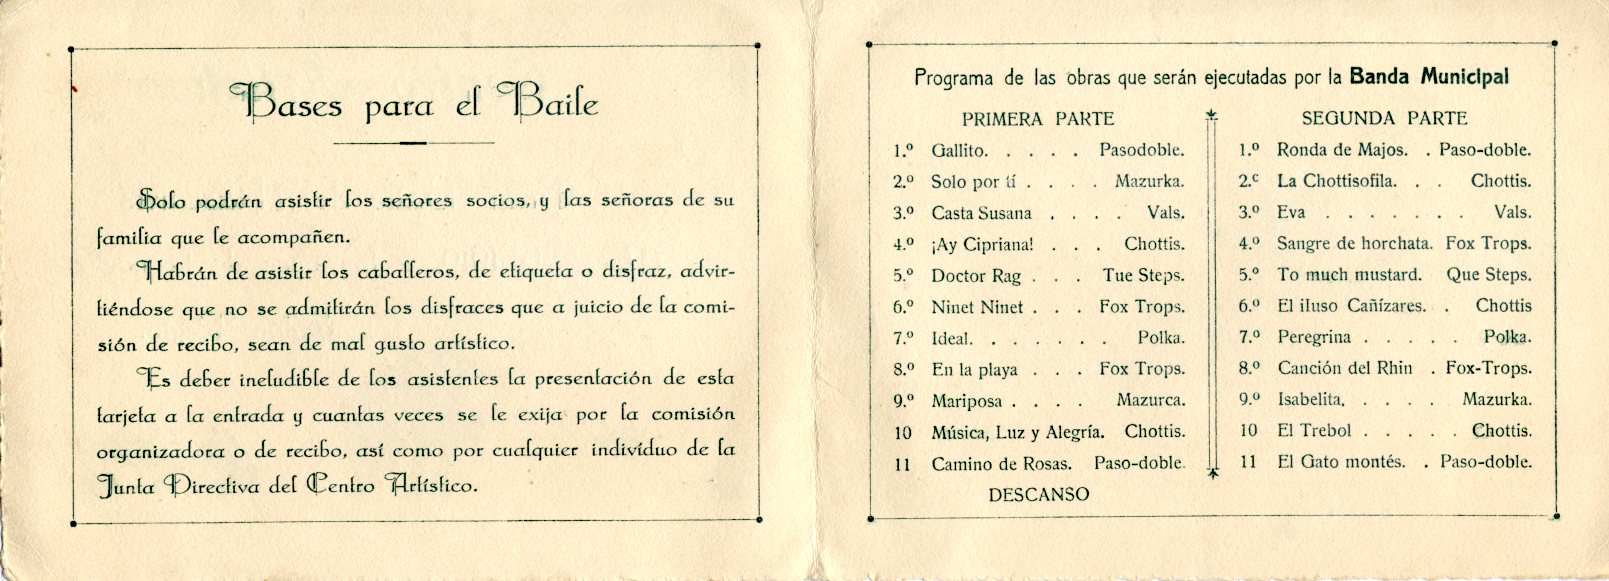 Bases para el Baile
Solo podrán asistir los señores socios, y las señoras de su
familia que le acompañen.
Habrán de asistir los caballeros, de etiqueta o disfraz, advir-
tiéndose que no se admitirán los disfraces que a juicio de la comi-
sión de recibo, sean de mal gusto artístico.
Es deber ineludible de los asistentes la presentación de esta
tarjeta a la entrada y cuantas veces se le exija por la comisión
organizadora o de recibo, así como por cualquier indivíduo de la
Junta Directiva del Centro Artístico.
Programa de las obras que serán ejecutadas por la Banda Municipal
PRIMERA PARTE
1.º Gallito. . . . . Pasodoble.
2.º Solo por tí . . . . Mazurka.
3.º Casta Susana . . . . Vals.
4.º ¡Ay Cipriana! . . . Chottis.
5.º Doctor Rag . . . Tue Steps.
6.º Ninet Ninet . . . Fox Trops.
7.º Ideal. . . . . . Polka.
8.º En la playa . . . Fox Trops.
9.º Mariposa . . . . Mazurca.
10 Música, Luz y Alegría. Chottis.
11 Camino de Rosas. Paso-doble.
DESCANSO
SEGUNDA PARTE
1.º Ronda de Majos. . Paso-doble.
2.º La Chottisofila. . . Chottis.
3.º Eva . . . . . . . Vals.
4.º Sangre de horchata. Fox Trops.
5.º To much mustard. Que Steps.
6.º El iluso Cañízares. . Chottis
7.º Peregrina . . . . . Polka.
8.º Canción del Rhin . Fox-Trops.
9.º Isabelita. . . . . Mazurka.
10 El Trebol . . . . . Chottis.
11 El Gato montés. . Paso-doble.